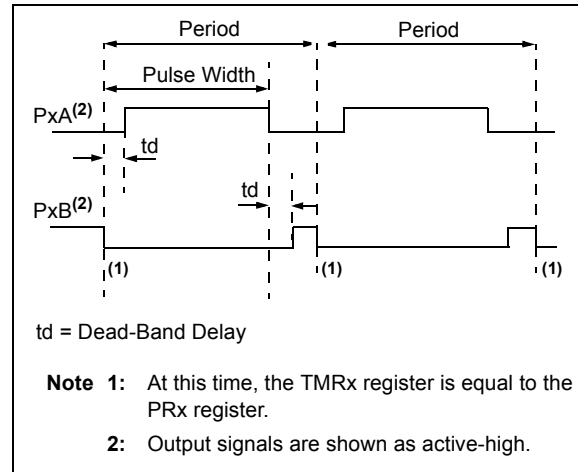 Period Period
Pulse Width
PxA(2)
td
td
PxB(2)
(1) (1) (1)
td = Dead-Band Delay
Note 1: At this time, the TMRx register is equal to the
PRx register.
2: Output signals are shown as active-high.